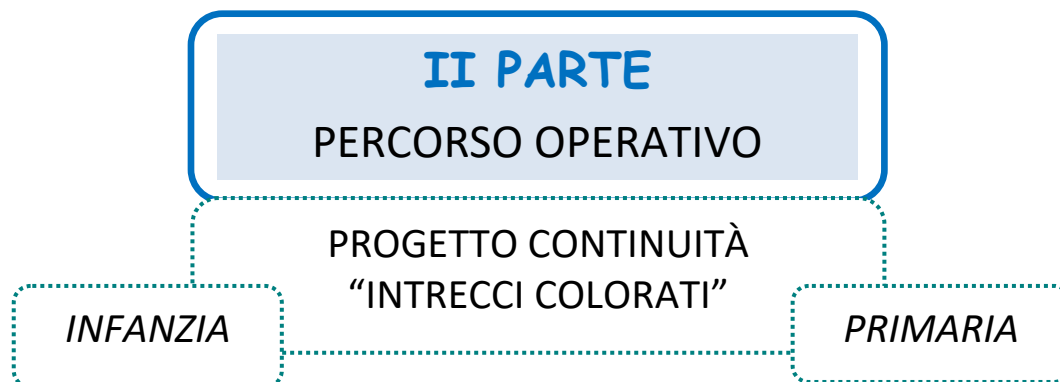 II PARTE
PERCORSO OPERATIVO
PROGETTO CONTINUITÀ
“INTRECCI COLORATI”
INFANZIA
PRIMARIA